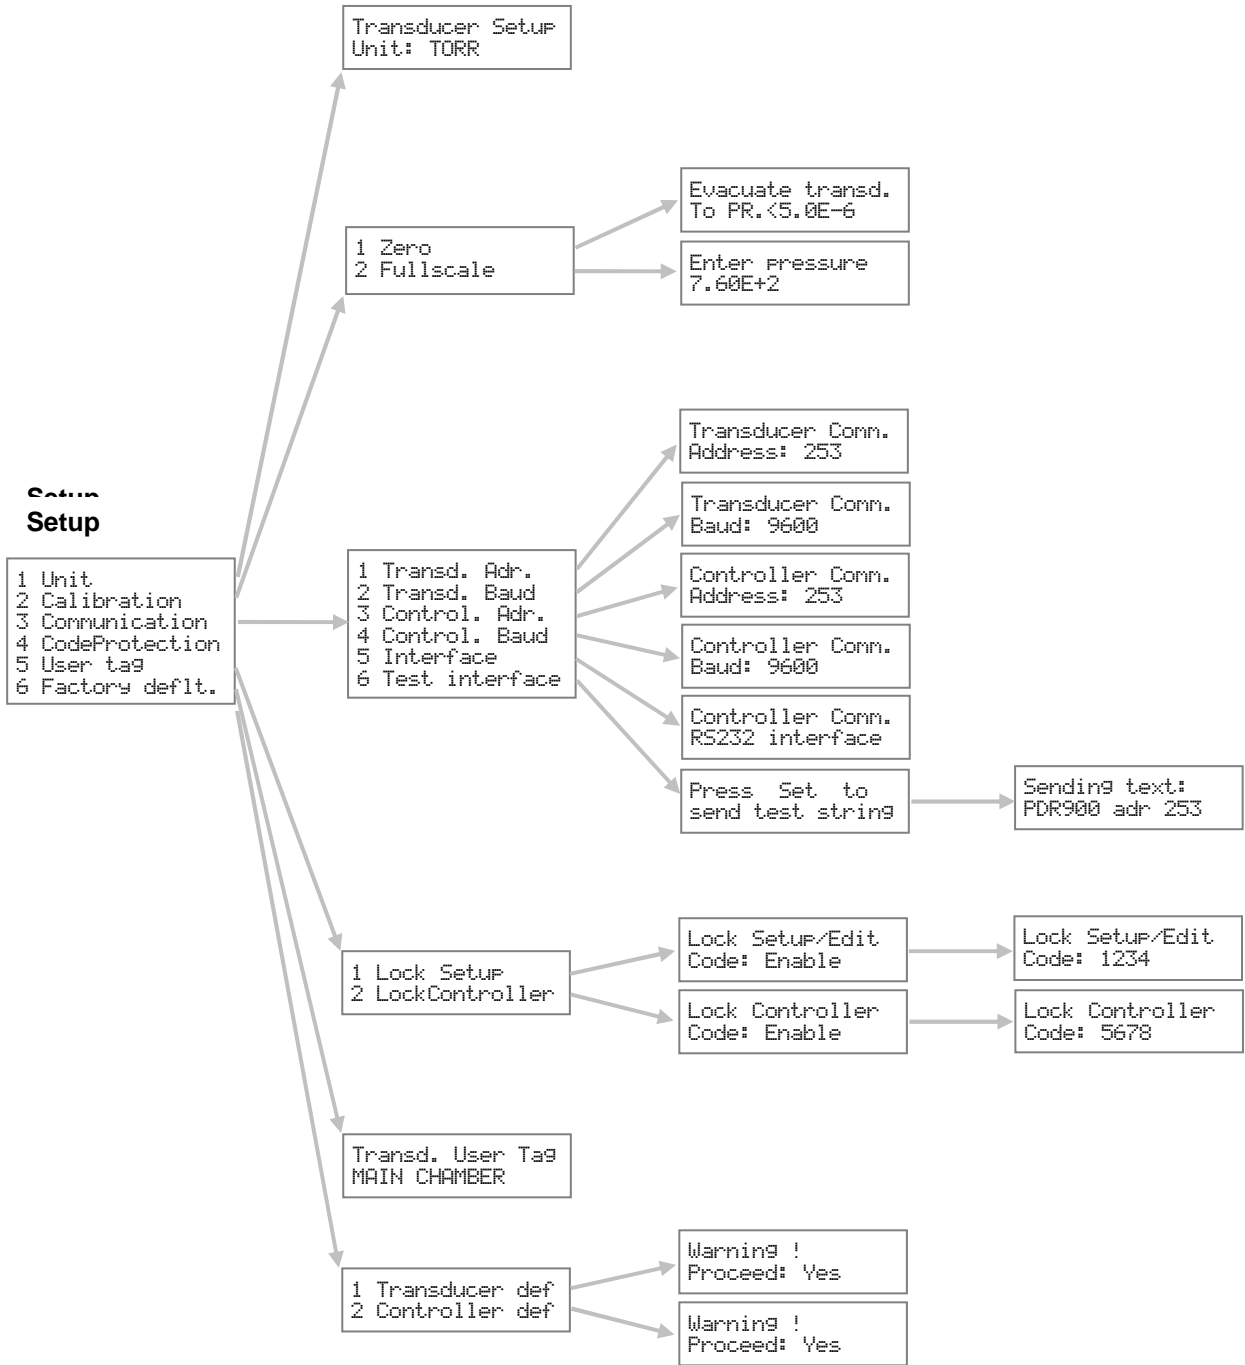 Transducer Setup
Unit: TORR
Evacuate transd.
To PR.<5.0E-6
1 Zero
2 Fullscale
Enter pressure
7.60E+2
Transducer Comm.
Address: 253
Setup
Setup
Transducer Comm.
Baud: 9600
1 Unit
2 Calibration
3 Communication
4 CodeProtection
5 User tag
6 Factory deflt.
1 Transd. Adr.
2 Transd. Baud
3 Control. Adr.
4 Control. Baud
5 Interface
6 Test interface
Controller Comm.
Address: 253
Controller Comm.
Baud: 9600
Controller Comm.
RS232 interface
Press Set to
send test string
Sending text:
PDR900 adr 253
1 Lock Setup
2 LockController
Lock Setup/Edit
Code: Enable
Lock Setup/Edit
Code: 1234
Lock Controller
Code: Enable
Lock Controller
Code: 5678
Transd. User Tag
MAIN CHAMBER
1 Transducer def
2 Controller def
Warning !
Proceed: Yes
Warning !
Proceed: Yes